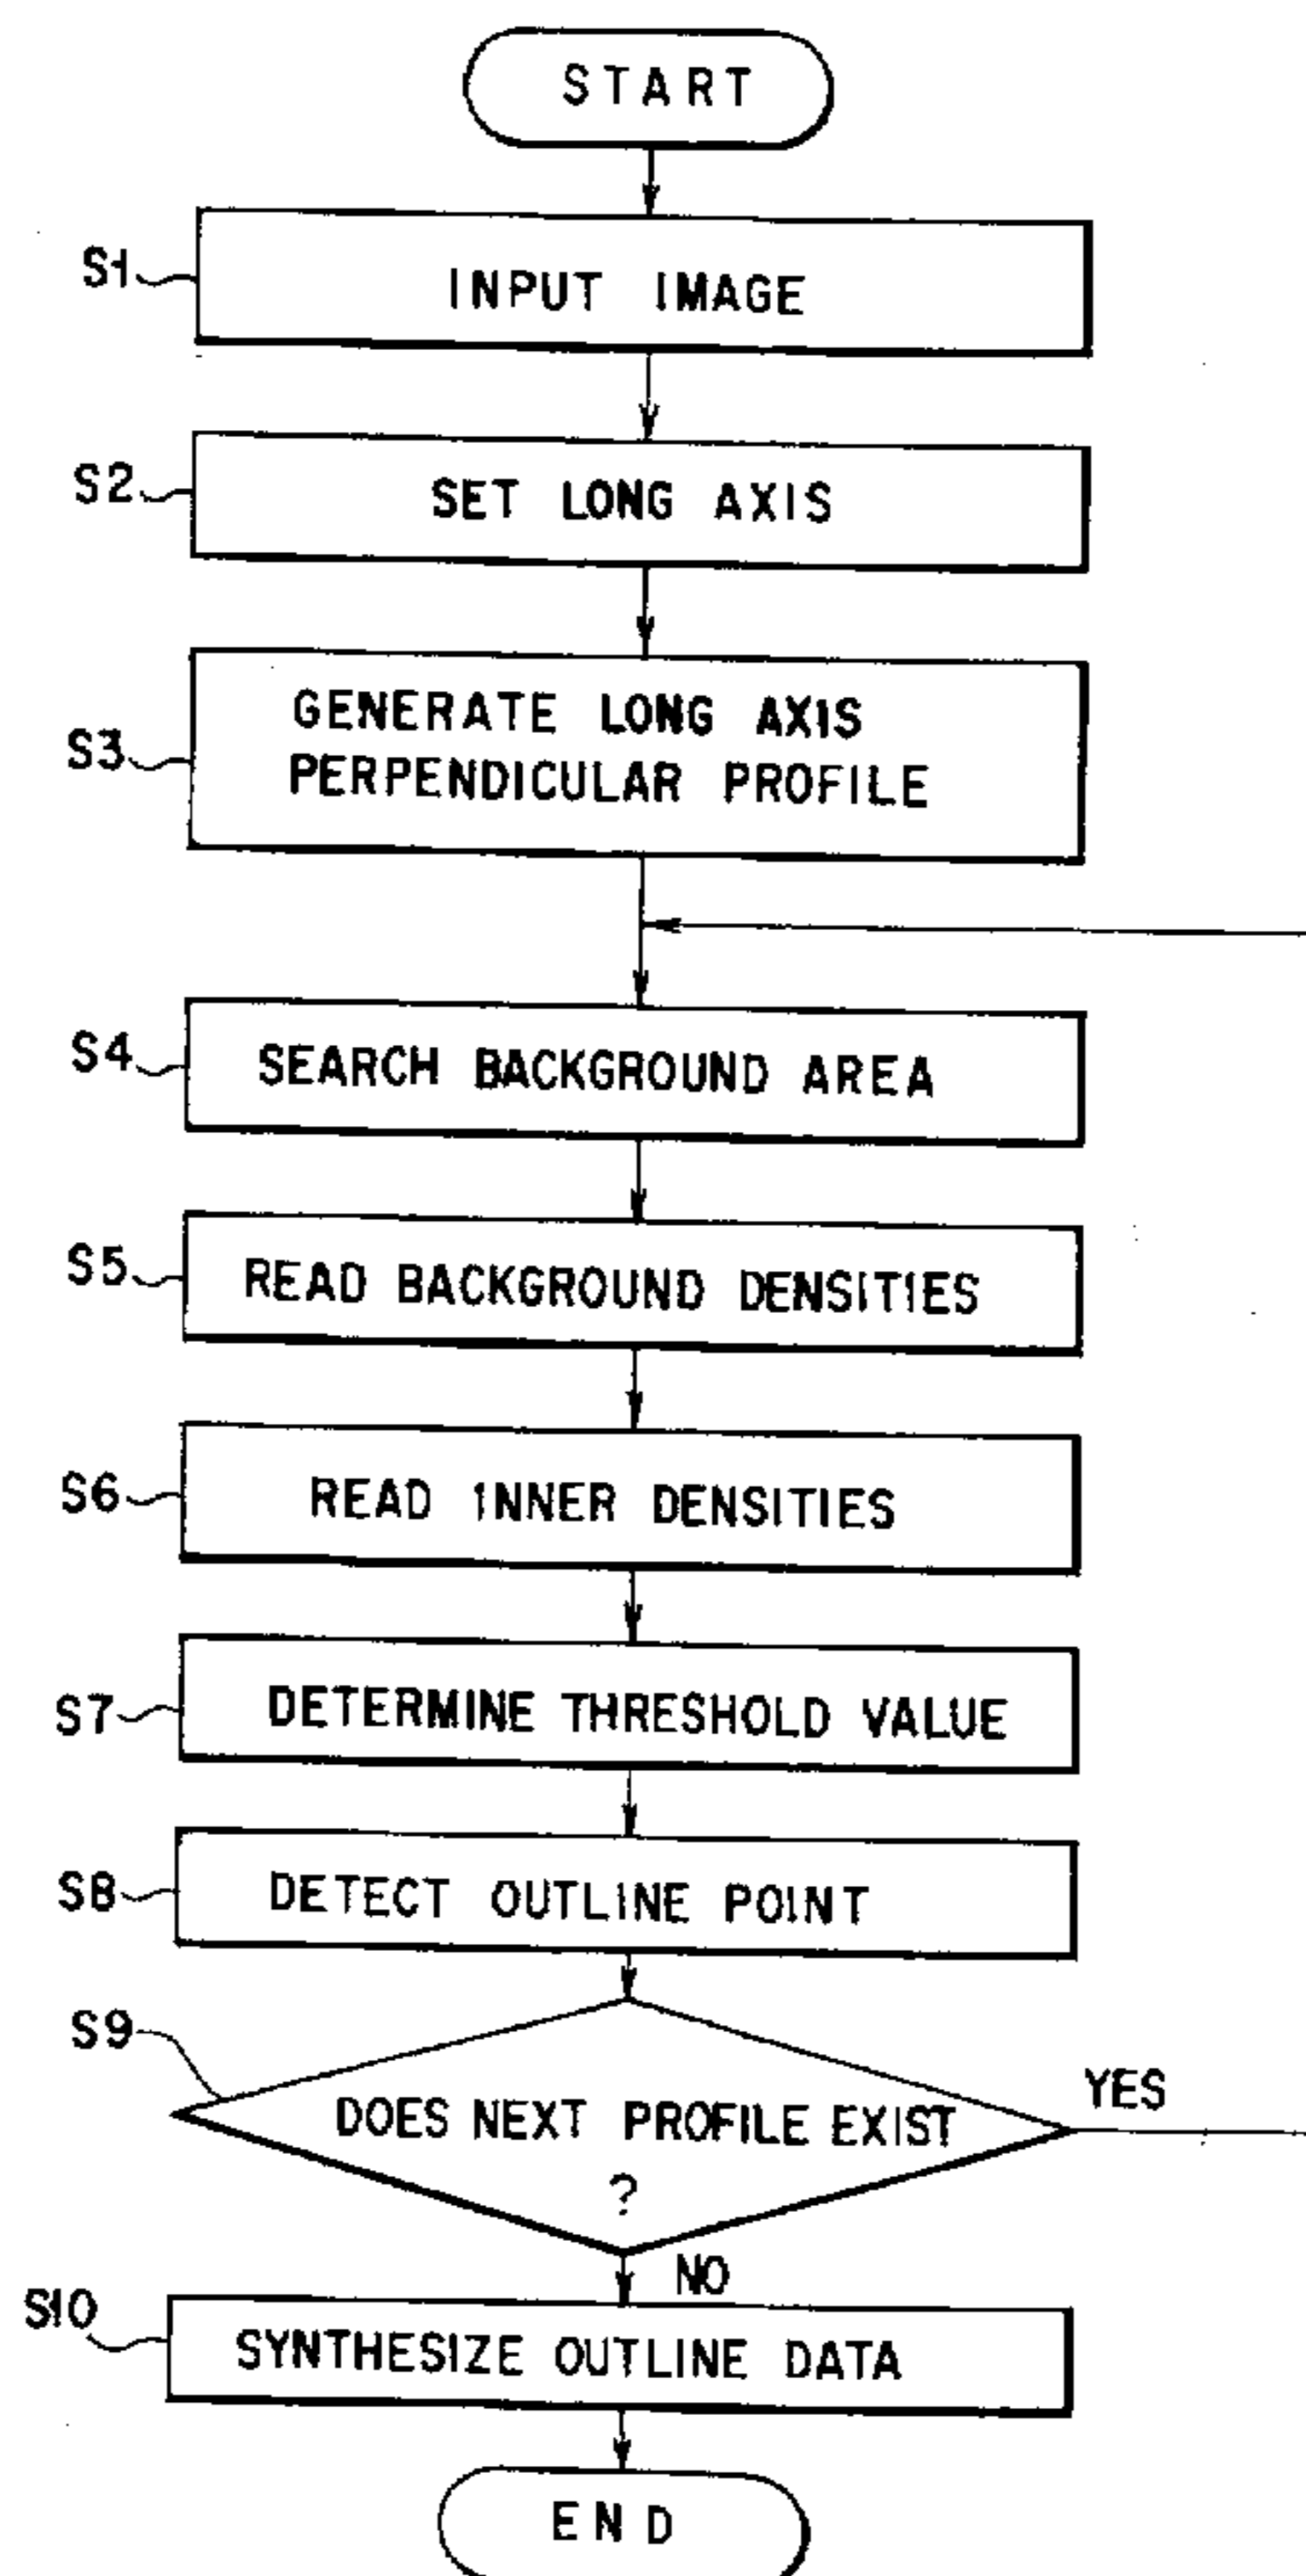 START
S1
INPUT IMAGE
S2
SET LONG AXIS
S3
GENERATE LONG AXIS
PERPENDICULAR PROFILE
S4
SEARCH BACKGROUND AREA
S5
READ BACKGROUND DENSITIES
S6
READ INNER DENSITIES
S7
DETERMINE THRESHOLD VALUE
S8
DETECT OUTLINE POINT
S9
DOES NEXT PROFILE EXIST
?
YES
NO
S10
SYNTHESIZE OUTLINE DATA
END